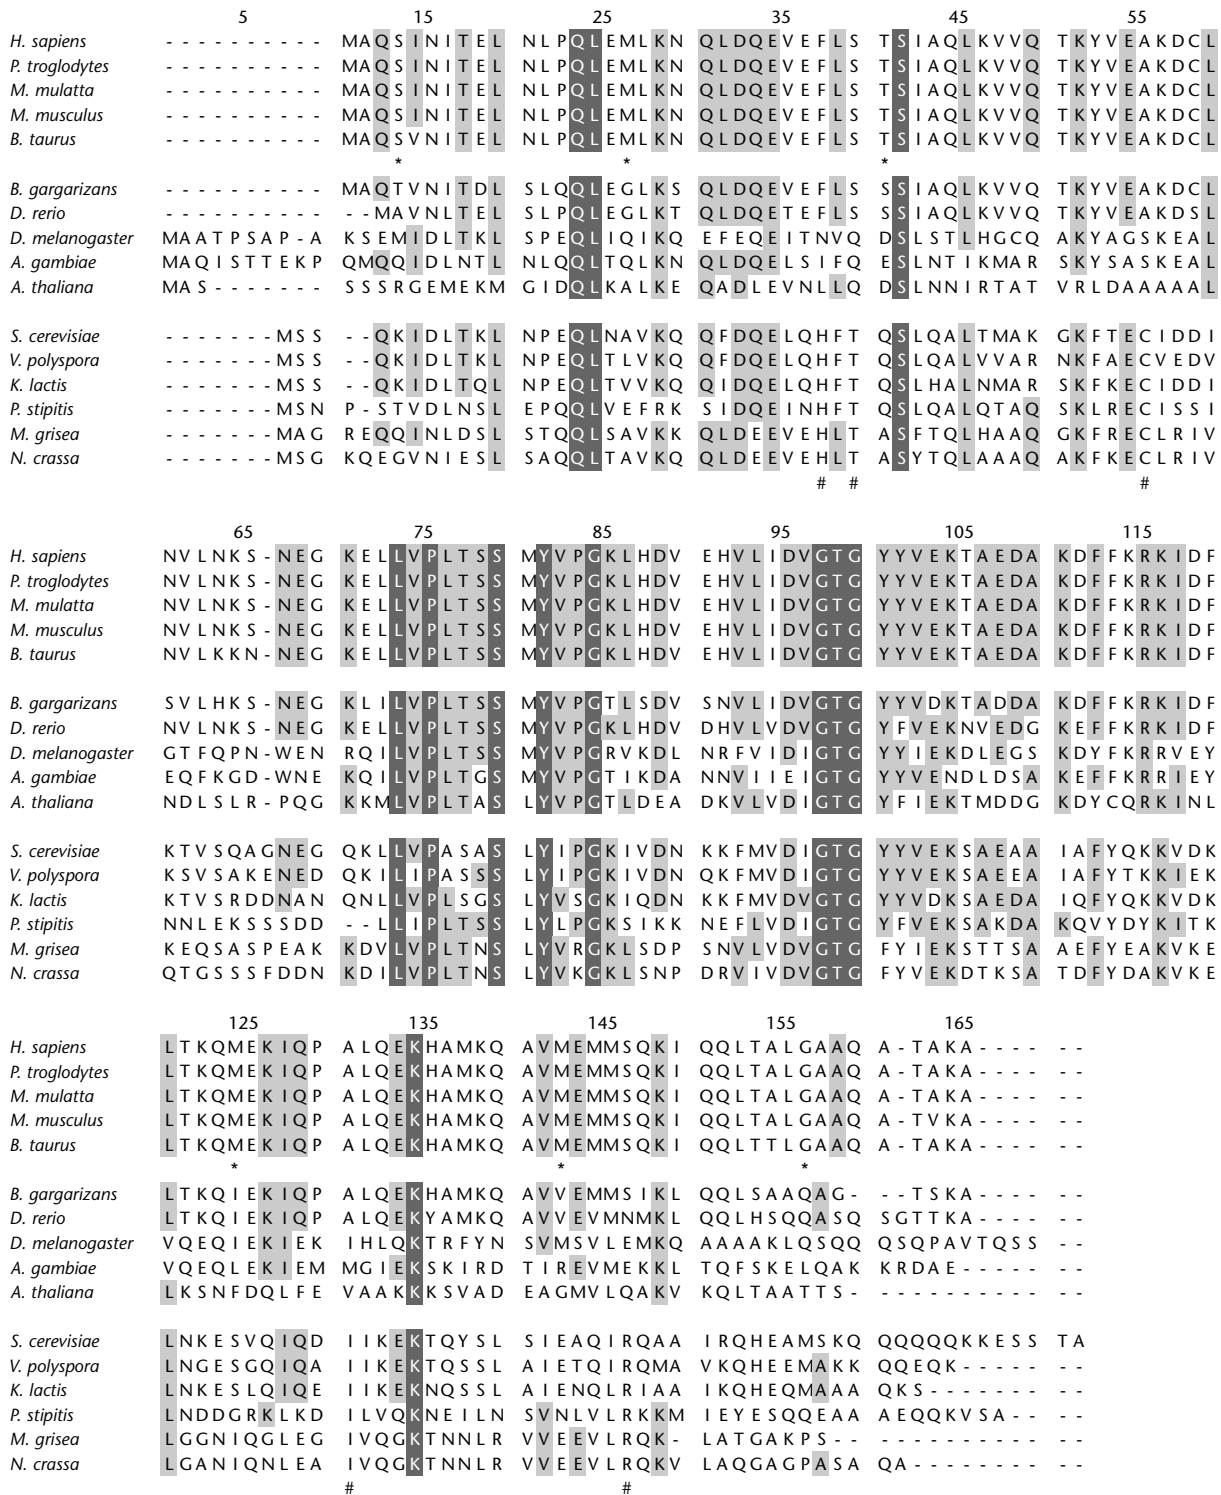 5 15 25 35 45 55
H. sapiens - - - - - - - - - - MAQSINITEL NLPQLEMLKN QLDQEVEFLS TSIAQLKVVQ TKYVEAKDCL
P. troglodytes - - - - - - - - - - MAQSINITEL NLPQLEMLKN QLDQEVEFLS TSIAQLKVVQ TKYVEAKDCL
M. mulatta - - - - - - - - - - MAQSINITEL NLPQLEMLKN QLDQEVEFLS TSIAQLKVVQ TKYVEAKDCL
M. musculus - - - - - - - - - - MAQSINITEL NLPQLEMLKN QLDQEVEFLS TSIAQLKVVQ TKYVEAKDCL
B. taurus - - - - - - - - - - MAQSVNITEL NLPQLEMLKN QLDQEVEFLS TSIAQLKVVQ TKYVEAKDCL
* * *
B. gargarizans - - - - - - - - - - MAQTVNITDL SLQQLEGLKS QLDQEVEFLS SSIAQLKVVQ TKYVEAKDCL
D. rerio - - - - - - - - - - - -MAVNLTEL SLPQLEGLKT QLDQETEFLS SSIAQLKVVQ TKYVEAKDSL
D. melanogaster MAATPSAP-A KSEMIDLTKL SPEQLIQIKQ EFEQEITNVQ DSLSTLHGCQ AKYAGSKEAL
A. gambiae MAQISTTEKP QMQQIDLNTL NLQQLTQLKN QLDQELSIFQ ESLNTIKMAR SKYSASKEAL
A. thaliana MAS- - - - - - - SSSRGEMEKM GIDQLKALKE QADLEVNLLQ DSLNNIRTAT VRLDAAAAAL
S. cerevisiae - - - - - - - MSS - -QKIDLTKL NPEQLNAVKQ QFDQELQHFT QSLQALTMAK GKFTECIDDI
V. polyspora - - - - - - - MSS - -QKIDLTKL NPEQLTLVKQ QFDQELQHFT QSLQALVVAR NKFAECVEDV
K. lactis - - - - - - - MSS - -QKIDLTQL NPEQLTVVKQ QIDQELQHFT QSLHALNMAR SKFKECIDDI
P. stipitis - - - - - - - MSN P-STVDLNSL EPQQLVEFRK SIDQEINHFT QSLQALQTAQ SKLRECISSI
M. grisea - - - - - - - MAG REQQINLDSL STQQLSAVKK QLDEEVEHLT ASFTQLHAAQ GKFRECLRIV
N. crassa - - - - - - - MSG KQEGVNIESL SAQQLTAVKQ QLDEEVEHLT ASYTQLAAAQ AKFKECLRIV
# # #
65 75 85 95 105 115
H. sapiens NVLNKS-NEG KELLVPLTSS MYVPGKLHDV EHVLIDVGTG YYVEKTAEDA KDFFKRKIDF
P. troglodytes NVLNKS-NEG KELLVPLTSS MYVPGKLHDV EHVLIDVGTG YYVEKTAEDA KDFFKRKIDF
M. mulatta NVLNKS-NEG KELLVPLTSS MYVPGKLHDV EHVLIDVGTG YYVEKTAEDA KDFFKRKIDF
M. musculus NVLNKS-NEG KELLVPLTSS MYVPGKLHDV EHVLIDVGTG YYVEKTAEDA KDFFKRKIDF
B. taurus NVLKKN-NEG KELLVPLTSS MYVPGKLHDV EHVLIDVGTG YYVEKTAEDA KDFFKRKIDF
B. gargarizans SVLHKS-NEG KLILVPLTSS MYVPGTLSDV SNVLIDVGTG YYVDKTADDA KDFFKRKIDF
D. rerio NVLNKS-NEG KELLVPLTSS MYVPGKLHDV DHVLVDVGTG YFVEKNVEDG KEFFKRKIDF
D. melanogaster GTFQPN-WEN RQILVPLTSS MYVPGRVKDL NRFVIDIGTG YYIEKDLEGS KDYFKRRVEY
A. gambiae EQFKGD-WNE KQILVPLTGS MYVPGTIKDA NNVIIEIGTG YYVENDLDSA KEFFKRRIEY
A. thaliana NDLSLR-PQG KKMLVPLTAS LYVPGTLDEA DKVLVDIGTG YFIEKTMDDG KDYCQRKINL
S. cerevisiae KTVSQAGNEG QKLLVPASAS LYIPGKIVDN KKFMVDIGTG YYVEKSAEAA IAFYQKKVDK
V. polyspora KSVSAKENED QKILIPASSS LYIPGKIVDN QKFMVDIGTG YYVEKSAEEA IAFYTKKIEK
K. lactis KTVSRDDNAN QNLLVPLSGS LYVSGKIQDN KKFMVDVGTG YYVDKSAEDA IQFYQKKVDK
P. stipitis NNLEKSSSDD - -LLIPLTSS LYLPGKSIKK NEFLVDIGTG YFVEKSAKDA KQVYDYKITK
M. grisea KEQSASPEAK KDVLVPLTNS LYVRGKLSDP SNVLVDVGTG FYIEKSTTSA AEFYEAKVKE
N. crassa QTGSSSFDDN KDILVPLTNS LYVKGKLSNP DRVIVDVGTG FYVEKDTKSA TDFYDAKVKE
125 135 145 155 165
H. sapiens LTKQMEKIQP ALQEKHAMKQ AVMEMMSQKI QQLTALGAAQ A-TAKA- - - - - -
P. troglodytes LTKQMEKIQP ALQEKHAMKQ AVMEMMSQKI QQLTALGAAQ A-TAKA- - - - - -
M. mulatta LTKQMEKIQP ALQEKHAMKQ AVMEMMSQKI QQLTALGAAQ A-TAKA- - - - - -
M. musculus LTKQMEKIQP ALQEKHAMKQ AVMEMMSQKI QQLTALGAAQ A-TVKA- - - - - -
B. taurus LTKQMEKIQP ALQEKHAMKQ AVMEMMSQKI QQLTTLGAAQ A-TAKA- - - - - -
* * *
B. gargarizans LTKQIEKIQP ALQEKHAMKQ AVVEMMSIKL QQLSAAQAG- - -TSKA- - - - - -
D. rerio LTKQIEKIQP ALQEKYAMKQ AVVEVMNMKL QQLHSQQASQ SGTTKA- - - - - -
D. melanogaster VQEQIEKIEK IHLQKTRFYN SVMSVLEMKQ AAAAKLQSQQ QSQPAVTQSS - -
A. gambiae VQEQLEKIEM MGIEKSKIRD TIREVMEKKL TQFSKELQAK KRDAE- - - - - - -
A. thaliana LKSNFDQLFE VAAKKKSVAD EAGMVLQAKV KQLTAATTS- - - - - - - - - - - - -
S. cerevisiae LNKESVQIQD IIKEKTQYSL SIEAQIRQAA IRQHEAMSKQ QQQQQKKESS TA
V. polyspora LNGESGQIQA IIKEKTQSSL AIETQIRQMA VKQHEEMAKK QQEQK- - - - - - -
K. lactis LNKESLQIQE IIKEKNQSSL AIENQLRIAA IKQHEQMAAA QKS- - - - - - - - -
P. stipitis LNDDGRKLKD ILVQKNEILN SVNLVLRKKM IEYESQQEAA AEQQKVSA- - - -
M. grisea LGGNIQGLEG IVQGKTNNLR VVEEVLRQK- LATGAKPS- - - - - - - - - - - - - -
N. crassa LGANIQNLEA IVQGKTNNLR VVEEVLRQKV LAQGAGPASA QA- - - - - - - - - -
# #